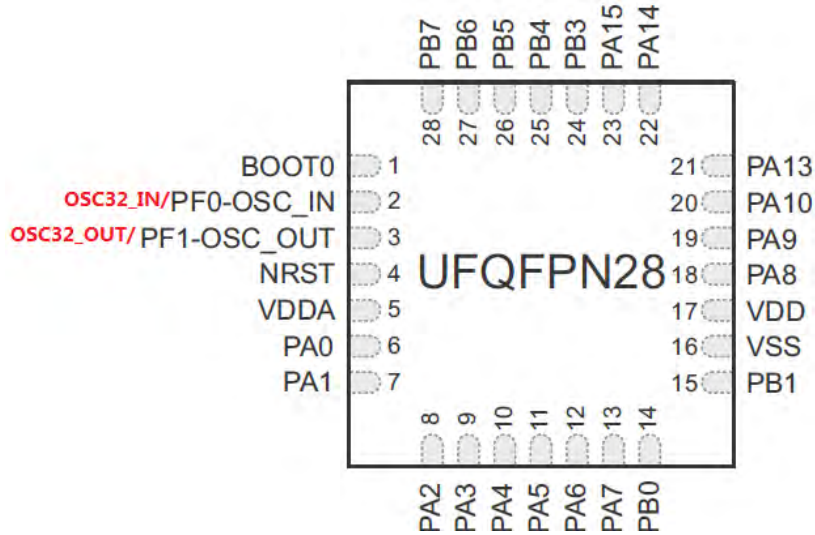 PB7 PB6 PB5 PB4 PB3 PA15 PA14
28 27 26 25 24 23 22
BOOT0 1
OSC32_IN/PF0-OSC_IN 2
OSC32_OUT/ PF1-OSC_OUT 3
NRST 4
VDDA 5
PA0 6
PA1 7
UFQFPN28
21 PA13
20 PA10
19 PA9
18 PA8
17 VDD
16 VSS
15 PB1
8 9 10 11 12 13 14
PA2 PA3 PA4 PA5 PA6 PA7 PB0